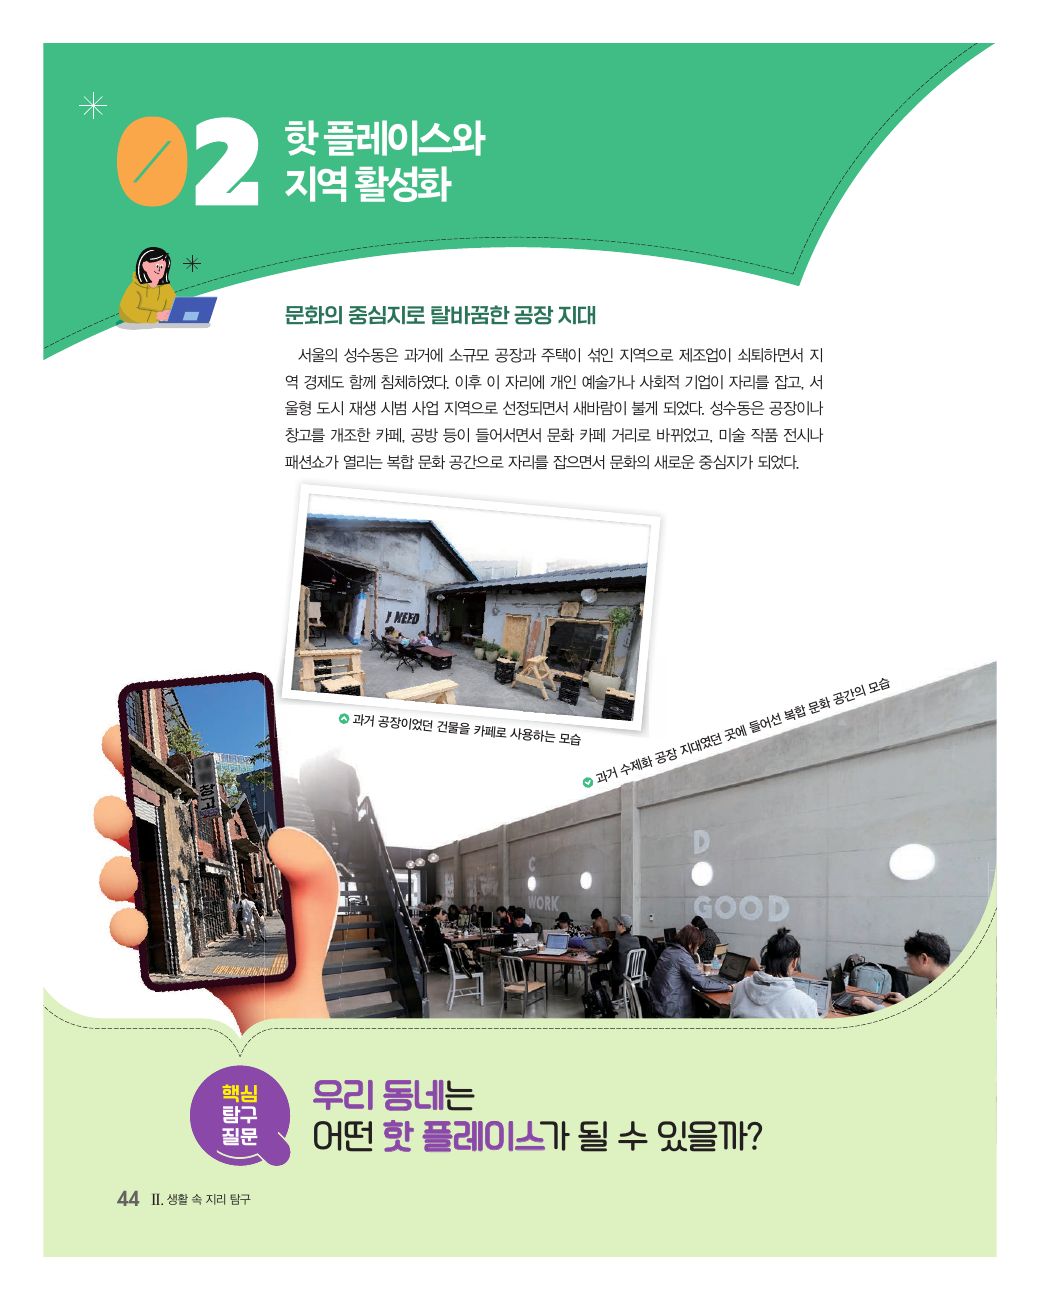 02
핫 플레이스와
지역 활성화
문화의 중심지로 탈바꿈한 공장 지대
서울의 성수동은 과거에 소규모 공장과 주택이 섞인 지역으로 제조업이 쇠퇴하면서 지
역 경제도 함께 침체하였다. 이후 이 자리에 개인 예술가나 사회적 기업이 자리를 잡고, 서
울형 도시 재생 시범 사업 지역으로 선정되면서 새바람이 불게 되었다. 성수동은 공장이나
창고를 개조한 카페, 공방 등이 들어서면서 문화 카페 거리로 바뀌었고, 미술 작품 전시나
패션쇼가 열리는 복합 문화 공간으로 자리를 잡으면서 문화의 새로운 중심지가 되었다.
I NEED
과거 공장이었던 건물을 카페로 사용하는 모습
과거 수제화 공장 지대였던 곳에 들어선 복합 문화 공간의 모습
창고
C
WORK
D
GOOD
핵심
탐구
질문
우리 동네는
어떤 핫 플레이스가 될 수 있을까?
44 II. 생활 속 지리 탐구